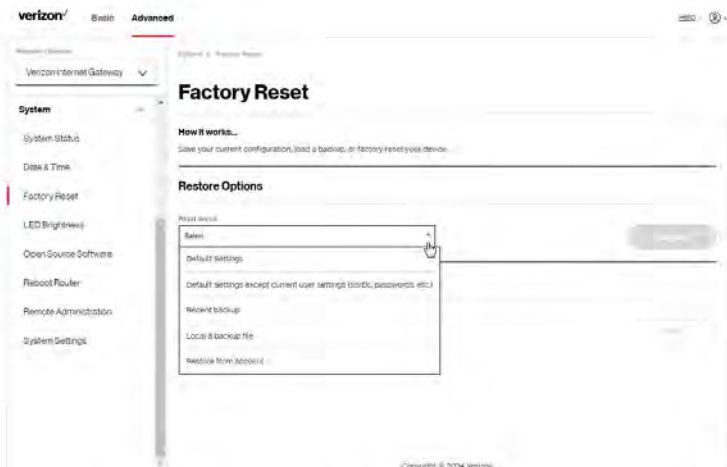 verizon✓ Basic Advanced
Verizon Internet Gateway
System
Factory Reset
How it works...
Save your current configuration, load a backup, or factory reset your device.
System Status
Date & Time
Restore Options
Factory Reset
LED Brightness
Select
Default Settings
Open Source Software
Default settings except current user settings (SSIDs, passwords, etc.)
Reboot Router
Recent backup
Remote Administration
Local a backup file
System Settings
Restore from account
Copyright © 2024 Verizon